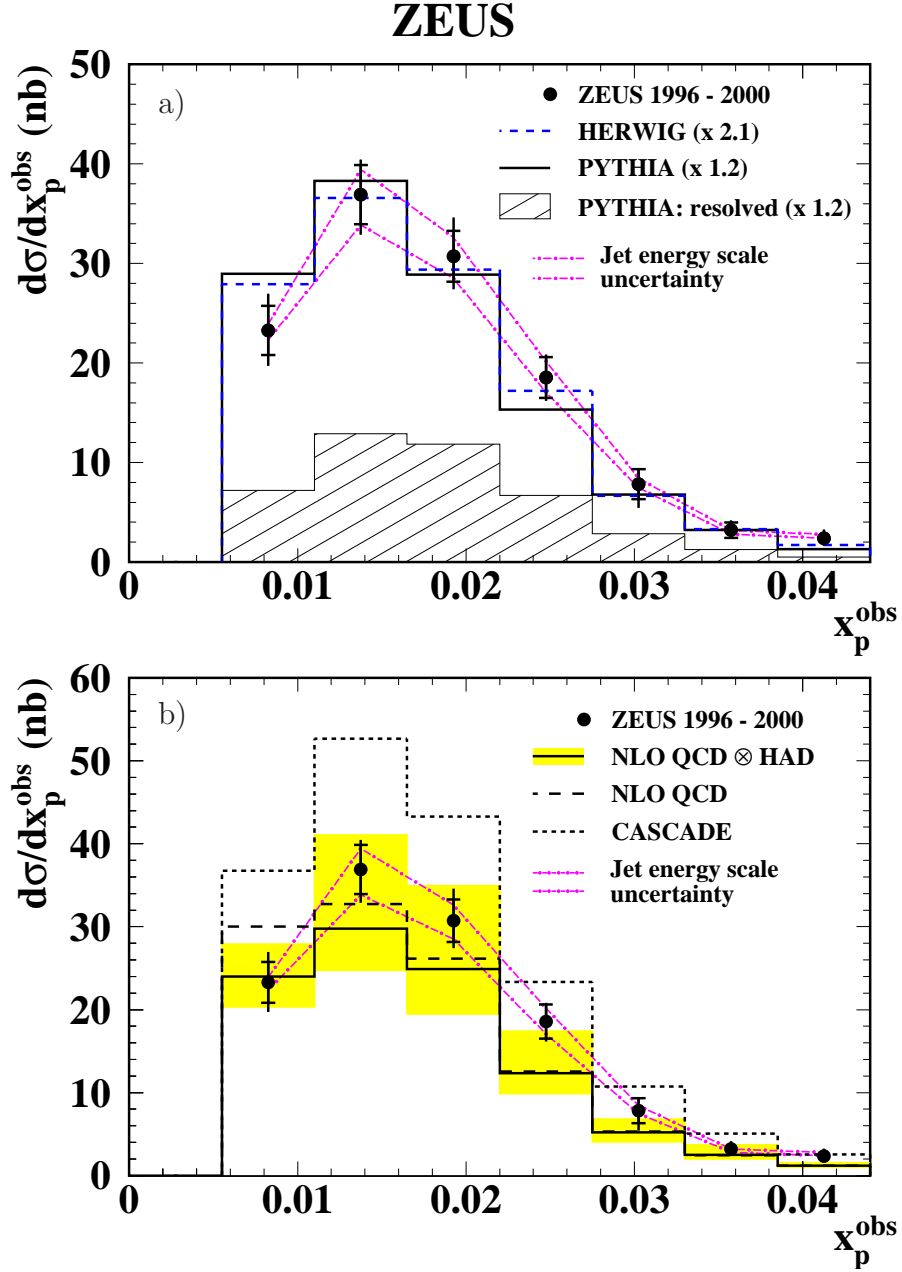 ZEUS
dσ/dx_p^obs (nb)
a)
50
40
30
20
10
0
ZEUS 1996 - 2000
HERWIG (x 2.1)
PYTHIA (x 1.2)
PYTHIA: resolved (x 1.2)
Jet energy scale
uncertainty
0 0.01 0.02 0.03 0.04
x_p^obs
dσ/dx_p^obs (nb)
b)
60
50
40
30
20
10
0
ZEUS 1996 - 2000
NLO QCD ⊗ HAD
NLO QCD
CASCADE
Jet energy scale
uncertainty
0 0.01 0.02 0.03 0.04
x_p^obs